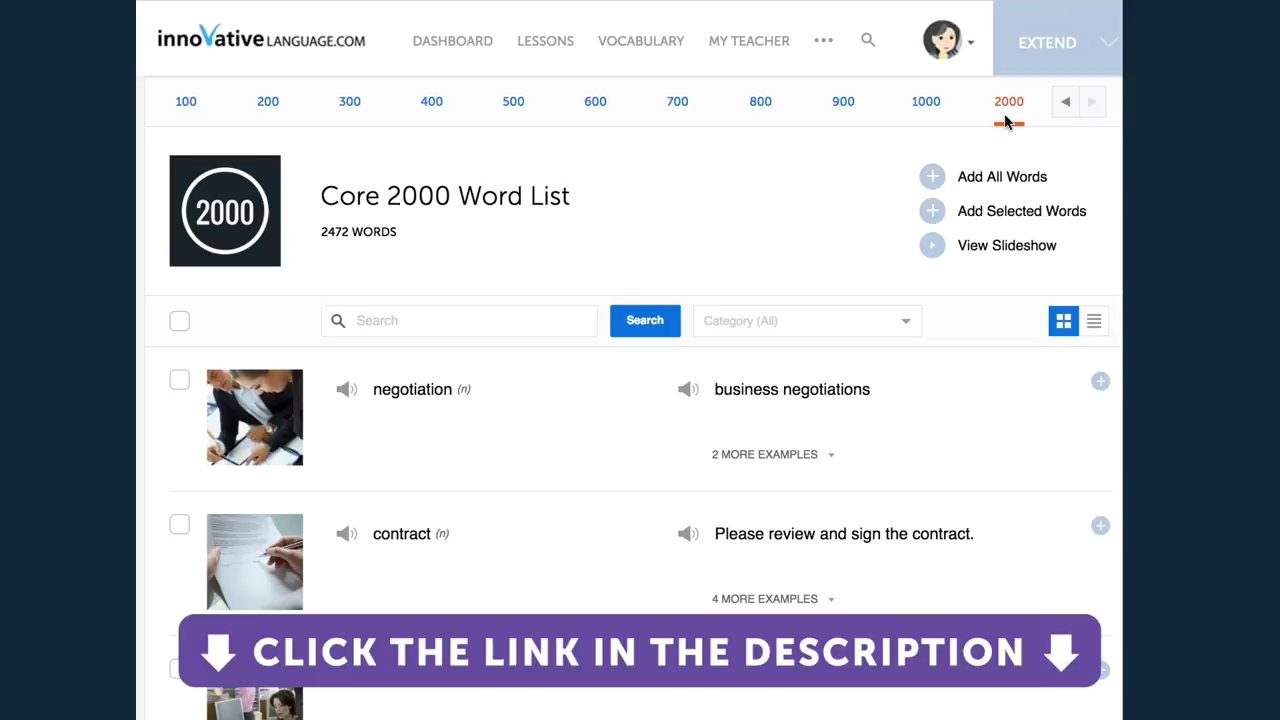 innoVative LANGUAGE.COM
DASHBOARD LESSONS VOCABULARY MY TEACHER ••• EXTEND
100 200 300 400 500 600 700 800 900 1000 2000
2000
Core 2000 Word List
2472 WORDS
Add All Words
Add Selected Words
View Slideshow
Search Search Category (All)
negotiation (n) business negotiations
2 MORE EXAMPLES
contract (n) Please review and sign the contract.
4 MORE EXAMPLES
CLICK THE LINK IN THE DESCRIPTION